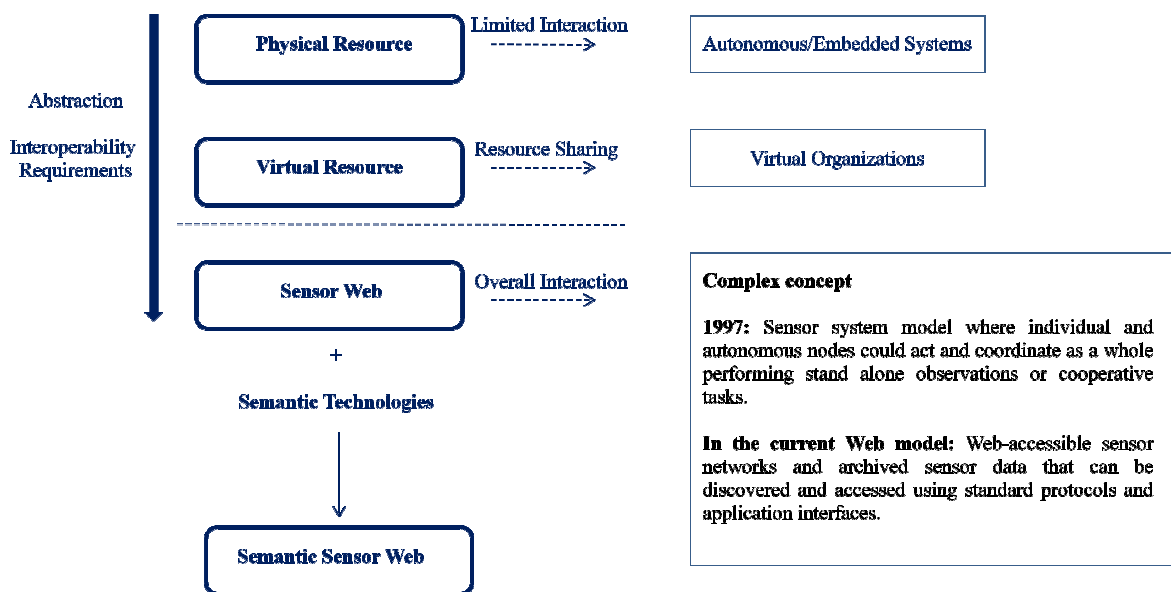 Limited Interaction
Physical Resource
Autonomous/Embedded Systems
Abstraction
Interoperability
Requirements
Resource Sharing
Virtual Resource
Virtual Organizations
Overall Interaction
Sensor Web
+
Semantic Technologies
Semantic Sensor Web
Complex concept
1997: Sensor system model where individual and
autonomous nodes could act and coordinate as a whole
performing stand alone observations or cooperative
tasks.
In the current Web model: Web-accessible sensor
networks and archived sensor data that can be
discovered and accessed using standard protocols and
application interfaces.